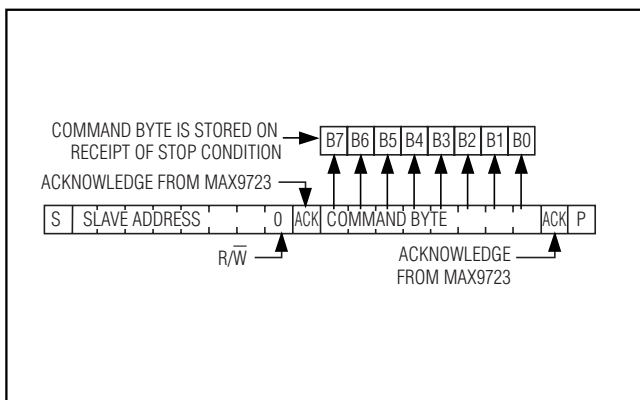 COMMAND BYTE IS STORED ON
RECEIPT OF STOP CONDITION
B7 B6 B5 B4 B3 B2 B1 B0
ACKNOWLEDGE FROM MAX9723
S SLAVE ADDRESS 0 ACK COMMAND BYTE ACK P
R/W̅
ACKNOWLEDGE
FROM MAX9723